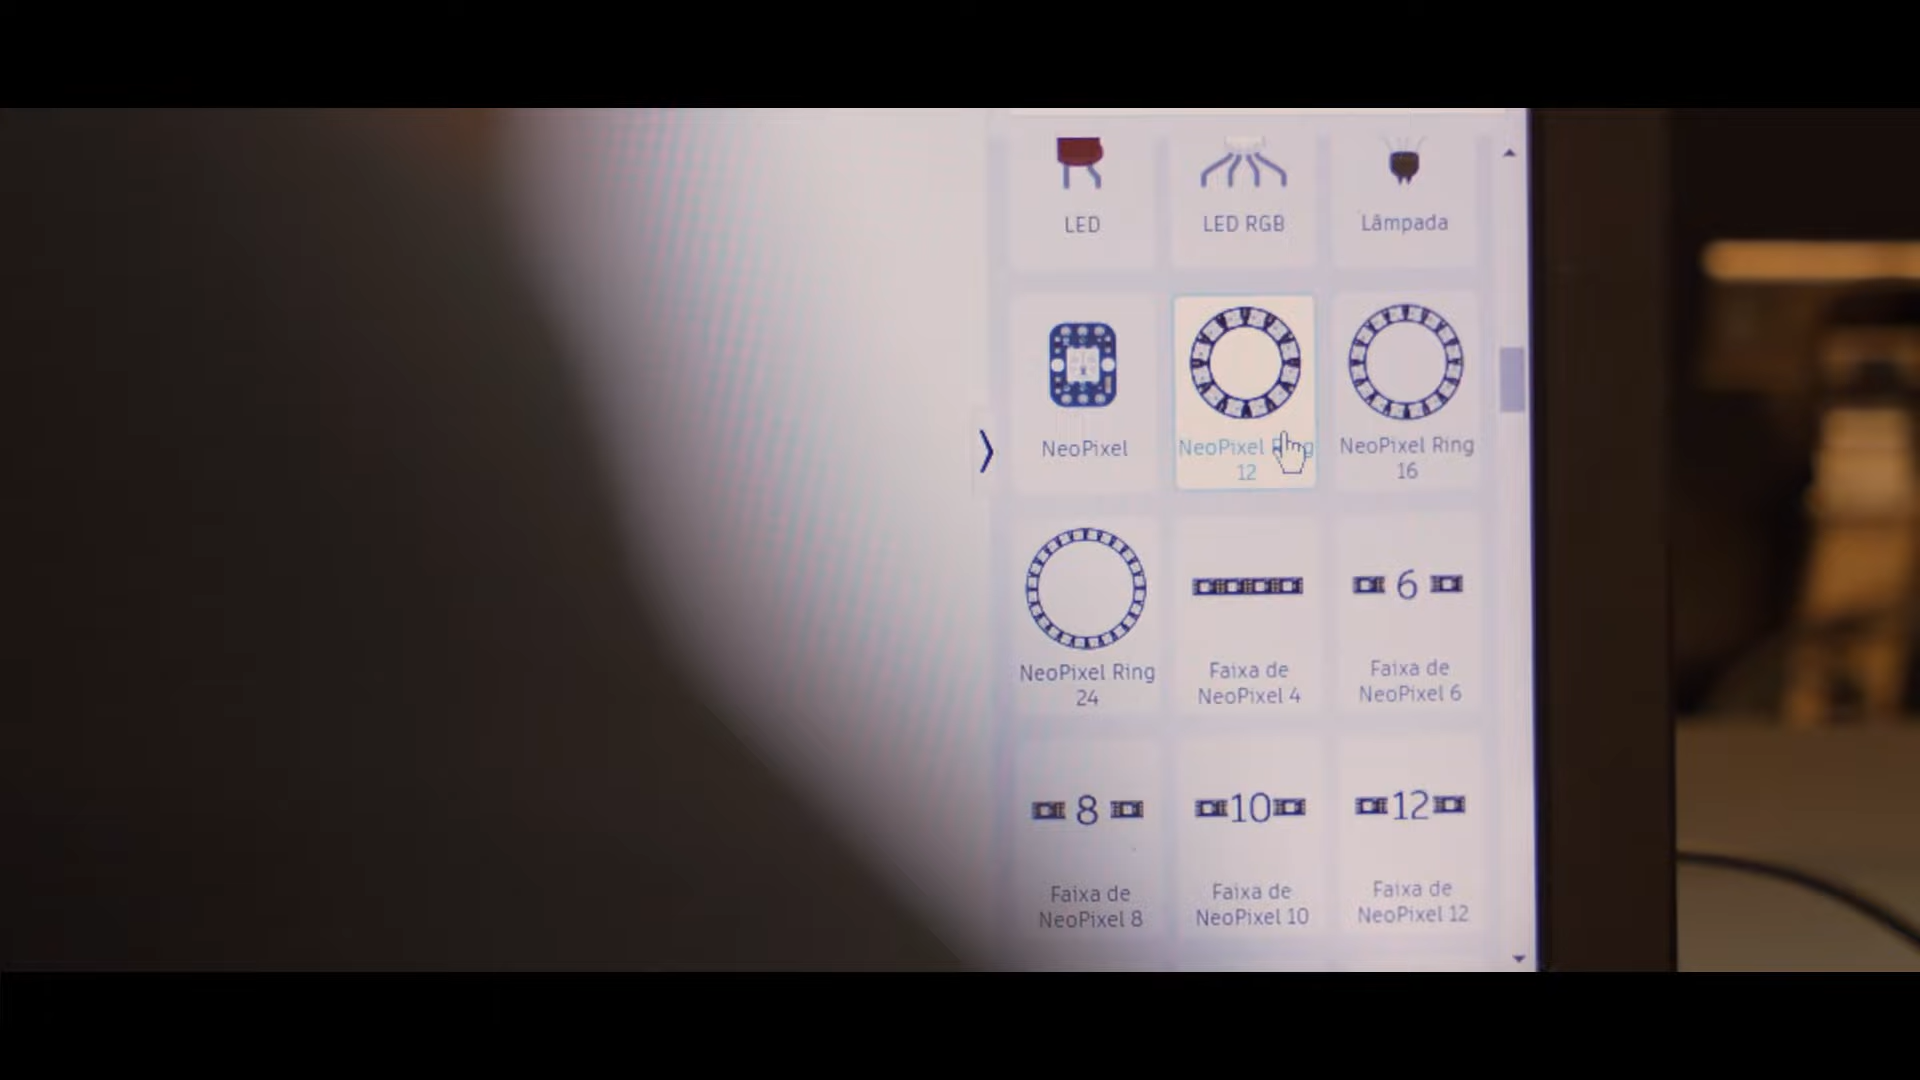 LED
LED RGB
Lâmpada
NeoPixel
NeoPixel
12
NeoPixel Ring
16
NeoPixel Ring
24
Faixa de
NeoPixel 4
6
Faixa de
NeoPixel 6
8
Faixa de
NeoPixel 8
10
Faixa de
NeoPixel 10
12
Faixa de
NeoPixel 12